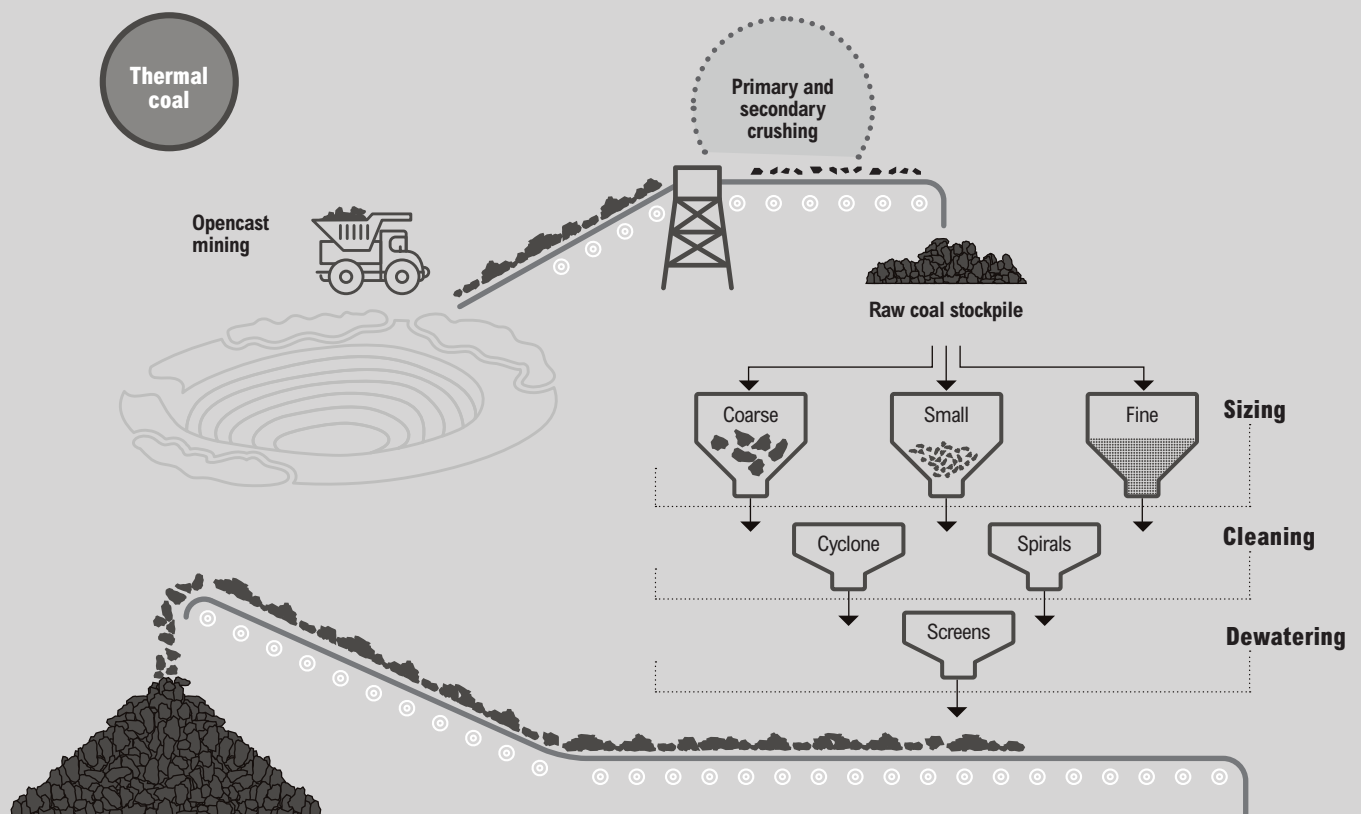 Thermal
coal
Primary and
secondary
crushing
Opencast
mining
Raw coal stockpile
Coarse
Small
Fine
Sizing
Cyclone
Spirals
Cleaning
Screens
Dewatering